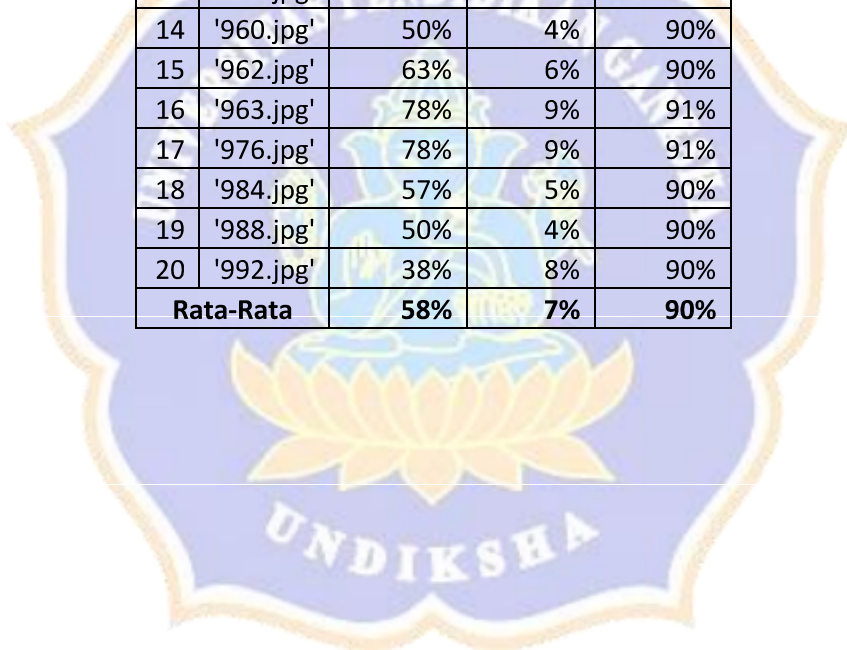 14 '960.jpg' 50% 4% 90%
15 '962.jpg' 63% 6% 90%
16 '963.jpg' 78% 9% 91%
17 '976.jpg' 78% 9% 91%
18 '984.jpg' 57% 5% 90%
19 '988.jpg' 50% 4% 90%
20 '992.jpg' 38% 8% 90%
Rata-Rata 58% 7% 90%
UNDIKSHA